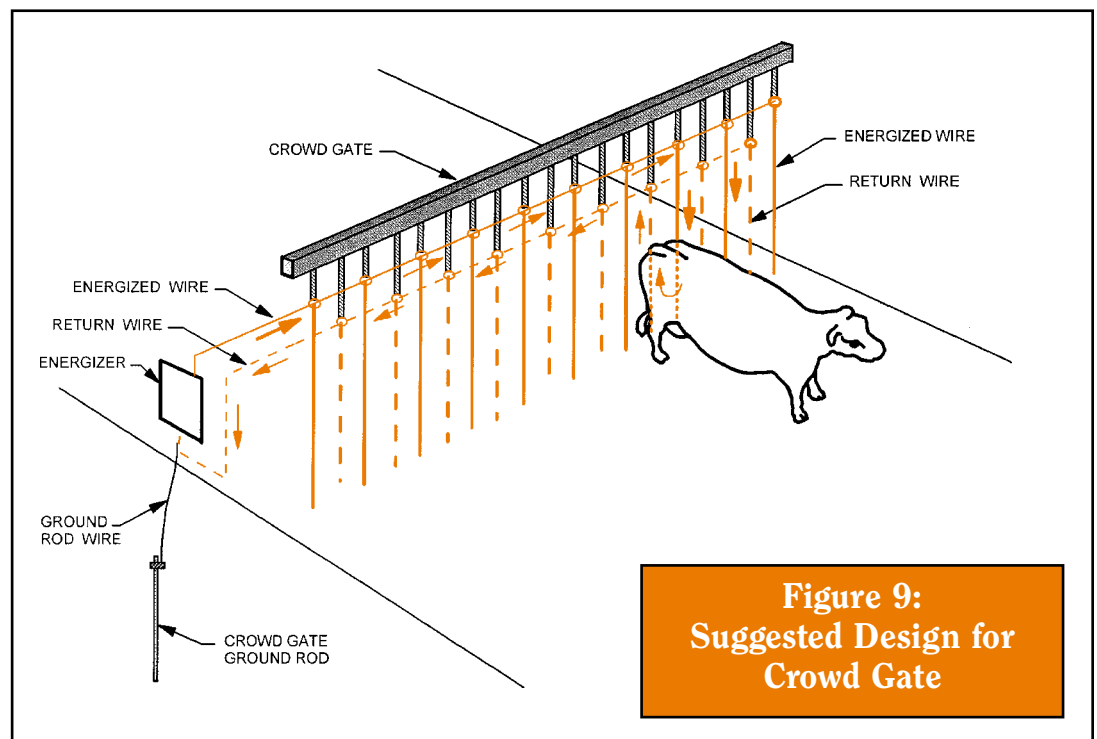 CROWD GATE
ENERGIZED WIRE
RETURN WIRE
ENERGIZED WIRE
RETURN WIRE
ENERGIZER
GROUND
ROD WIRE
CROWD GATE
GROUND ROD
Figure 9:
Suggested Design for
Crowd Gate